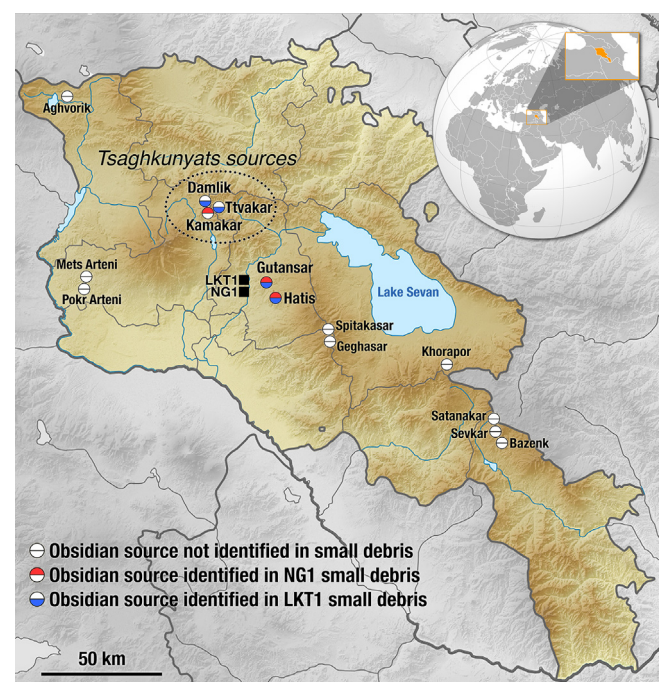 Aghvorik
Tsaghkunyats sources
Damlik
Ttvakar
Kamakar
Mets Arteni
Pokr Arteni
LKT1
NG1
Gutansar
Hatis
Lake Sevan
Spitakasar
Geghasar
Khorapor
Satanakar
Sevkar
Bazenk
Obsidian source not identified in small debris
Obsidian source identified in NG1 small debris
Obsidian source identified in LKT1 small debris
50 km